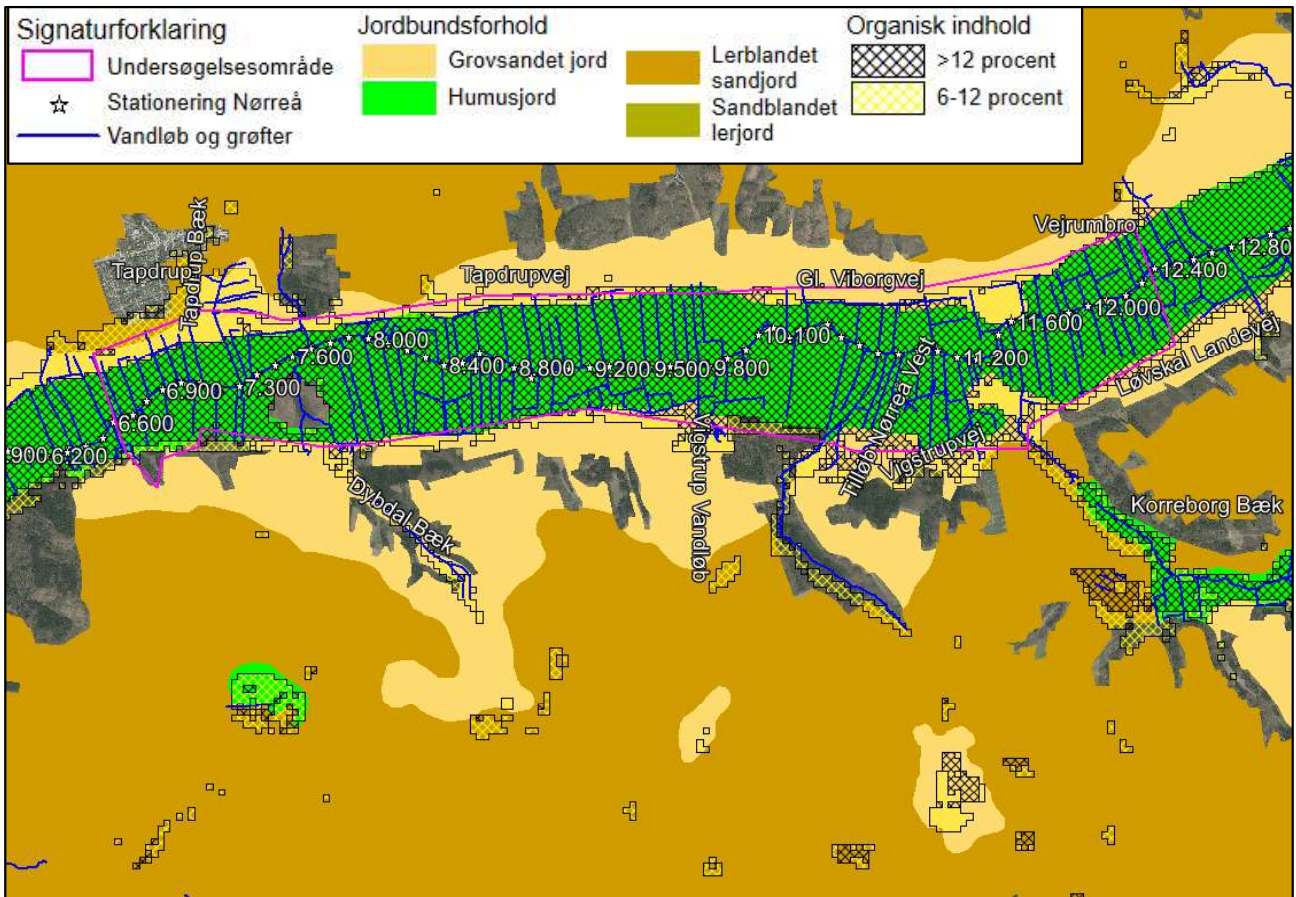 Signaturforklaring
Undersøgelsesområde
Stationering Nørreå
Vandløb og grøfter
Jordbundsforhold
Grovsandet jord
Humusjord
Lerblandet
sandjord
Sandblandet
lerjord
Organisk indhold
>12 procent
6-12 procent
Tapdrup
Tapdrup Bæk
Tapdrupvej
Gl. Viborgvej
Vejrumbro
12.800
12.400
12.000
11.600
11.200
10.100
9.800
9.500
9.200
8.800
8.400
8.000
7.600
7.300
6.900
6.600
6.200
900
Løvskal Landevej
Vigstrupvej
Tilløb Nørreå Vest
Vigstrup Vandløb
Dybdal Bæk
Korreborg Bæk